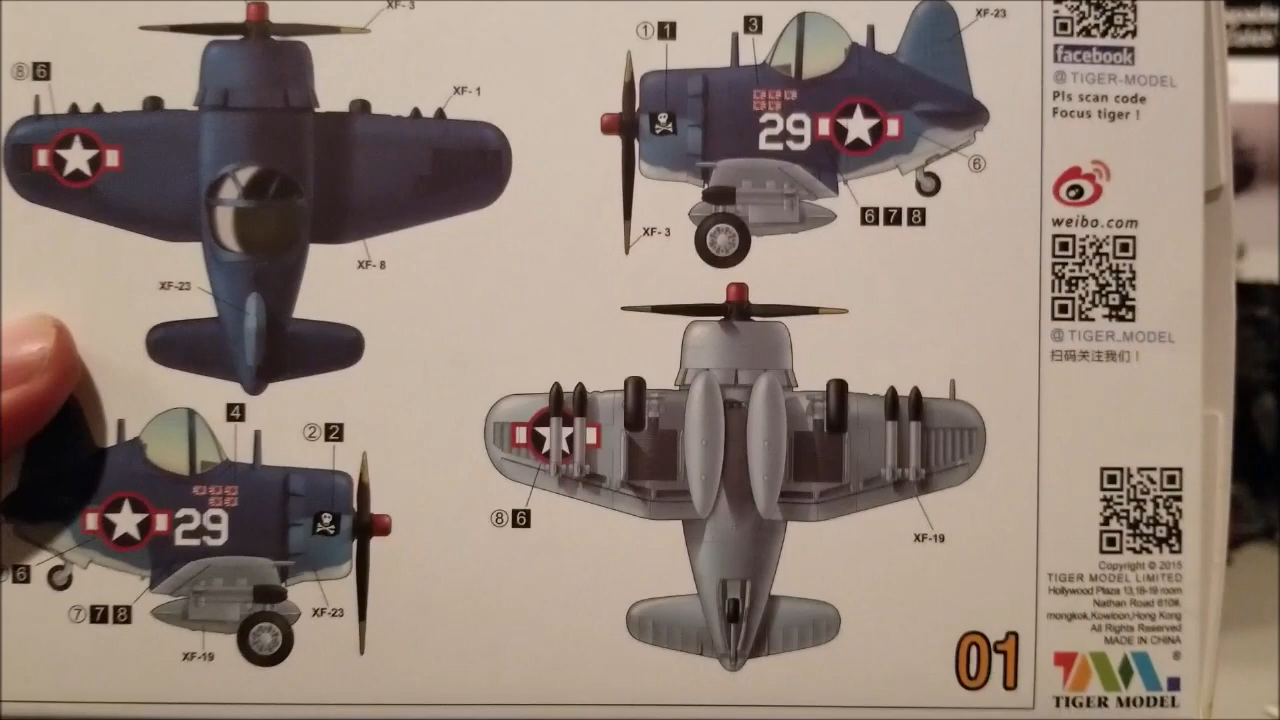 XF- 3
⑧ 6
XF- 1
XF- 8
XF-23
① 1
3
XF-23
29
⑥
6 7 8
XF- 3
4
② 2
29
6
⑦ 7 8
XF-19
XF-23
⑧ 6
XF-19
01
facebook
@TIGER-MODEL
Pls scan code
Focus tiger !
weibo.com
@TIGER_MODEL
扫码关注我们！
Copyright © 2015
TIGER MODEL LIMITED
Hollywood Plaza 13,18-19 room
Nathan Road 610#,
mongkok,Kowloon,Hong Kong
All Rights Reserved
MADE IN CHINA
®
TIGER MODEL